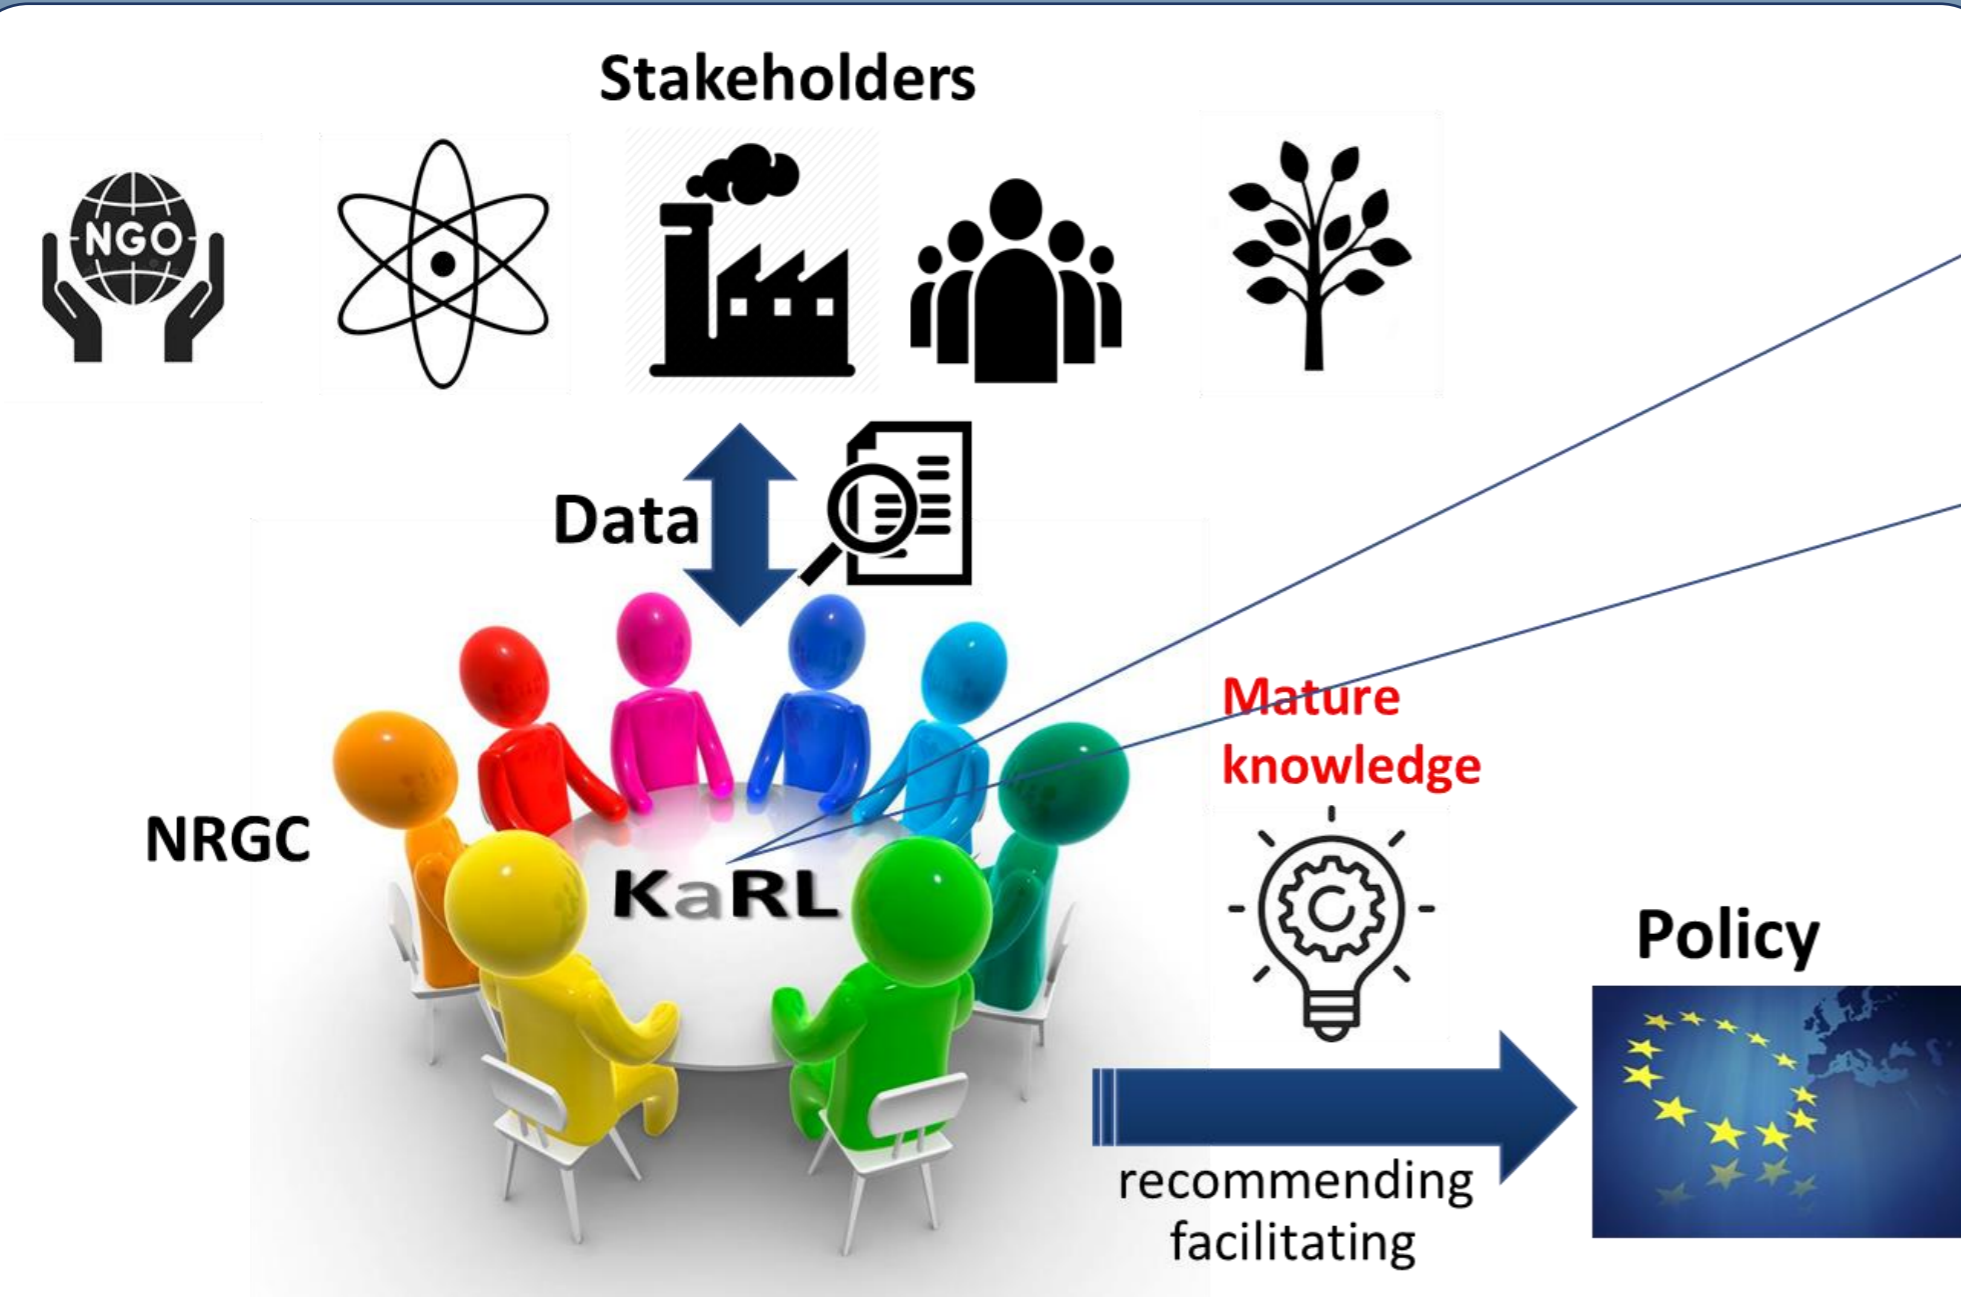 Stakeholders
NGO
Data
Mature
knowledge
NRGC
KaRL
Policy
recommending
facilitating